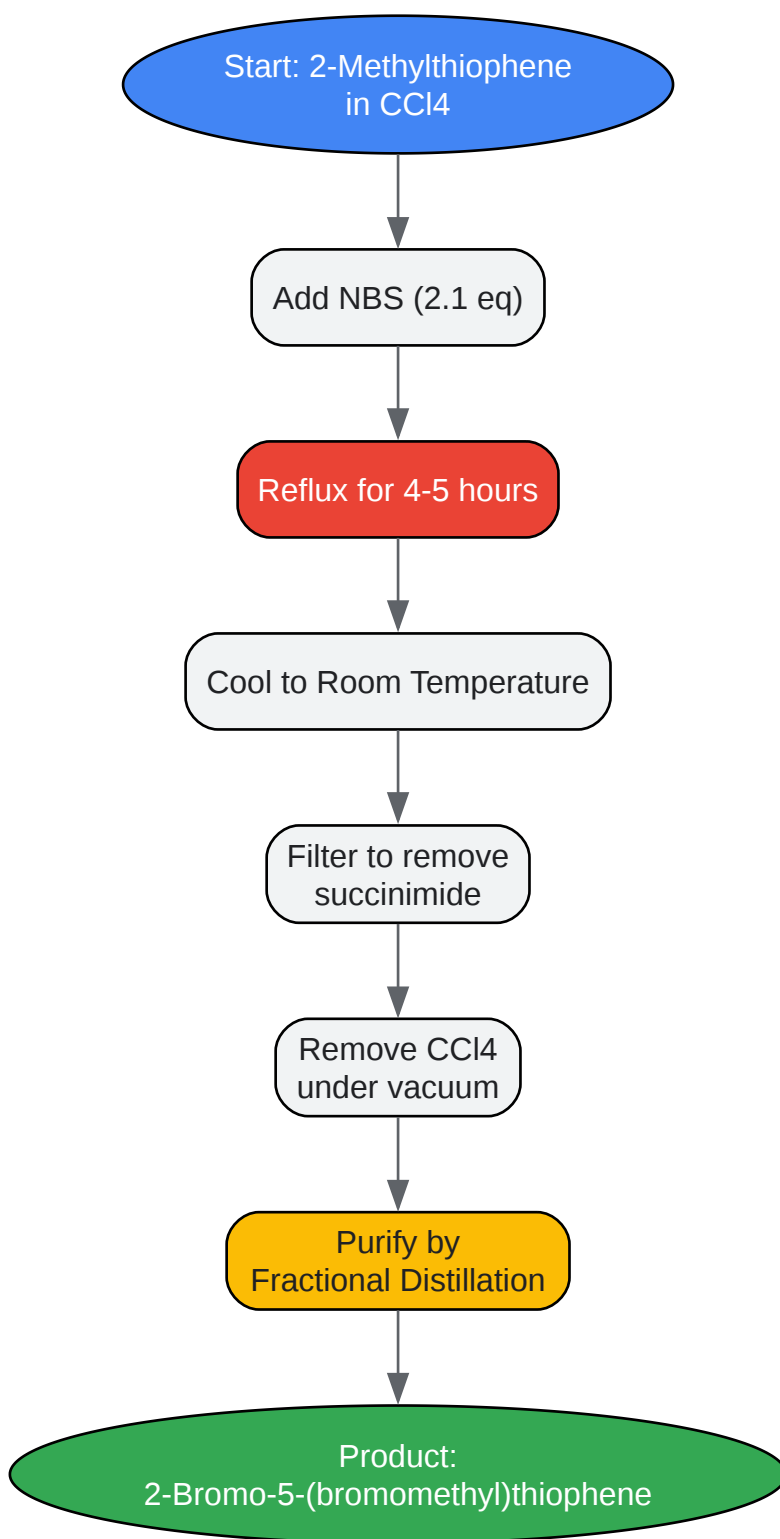 Start: 2-Methylthiophene
in CCl4
Add NBS (2.1 eq)
Reflux for 4-5 hours
Cool to Room Temperature
Filter to remove
succinimide
Remove CCl4
under vacuum
Purify by
Fractional Distillation
Product:
2-Bromo-5-(bromomethyl)thiophene